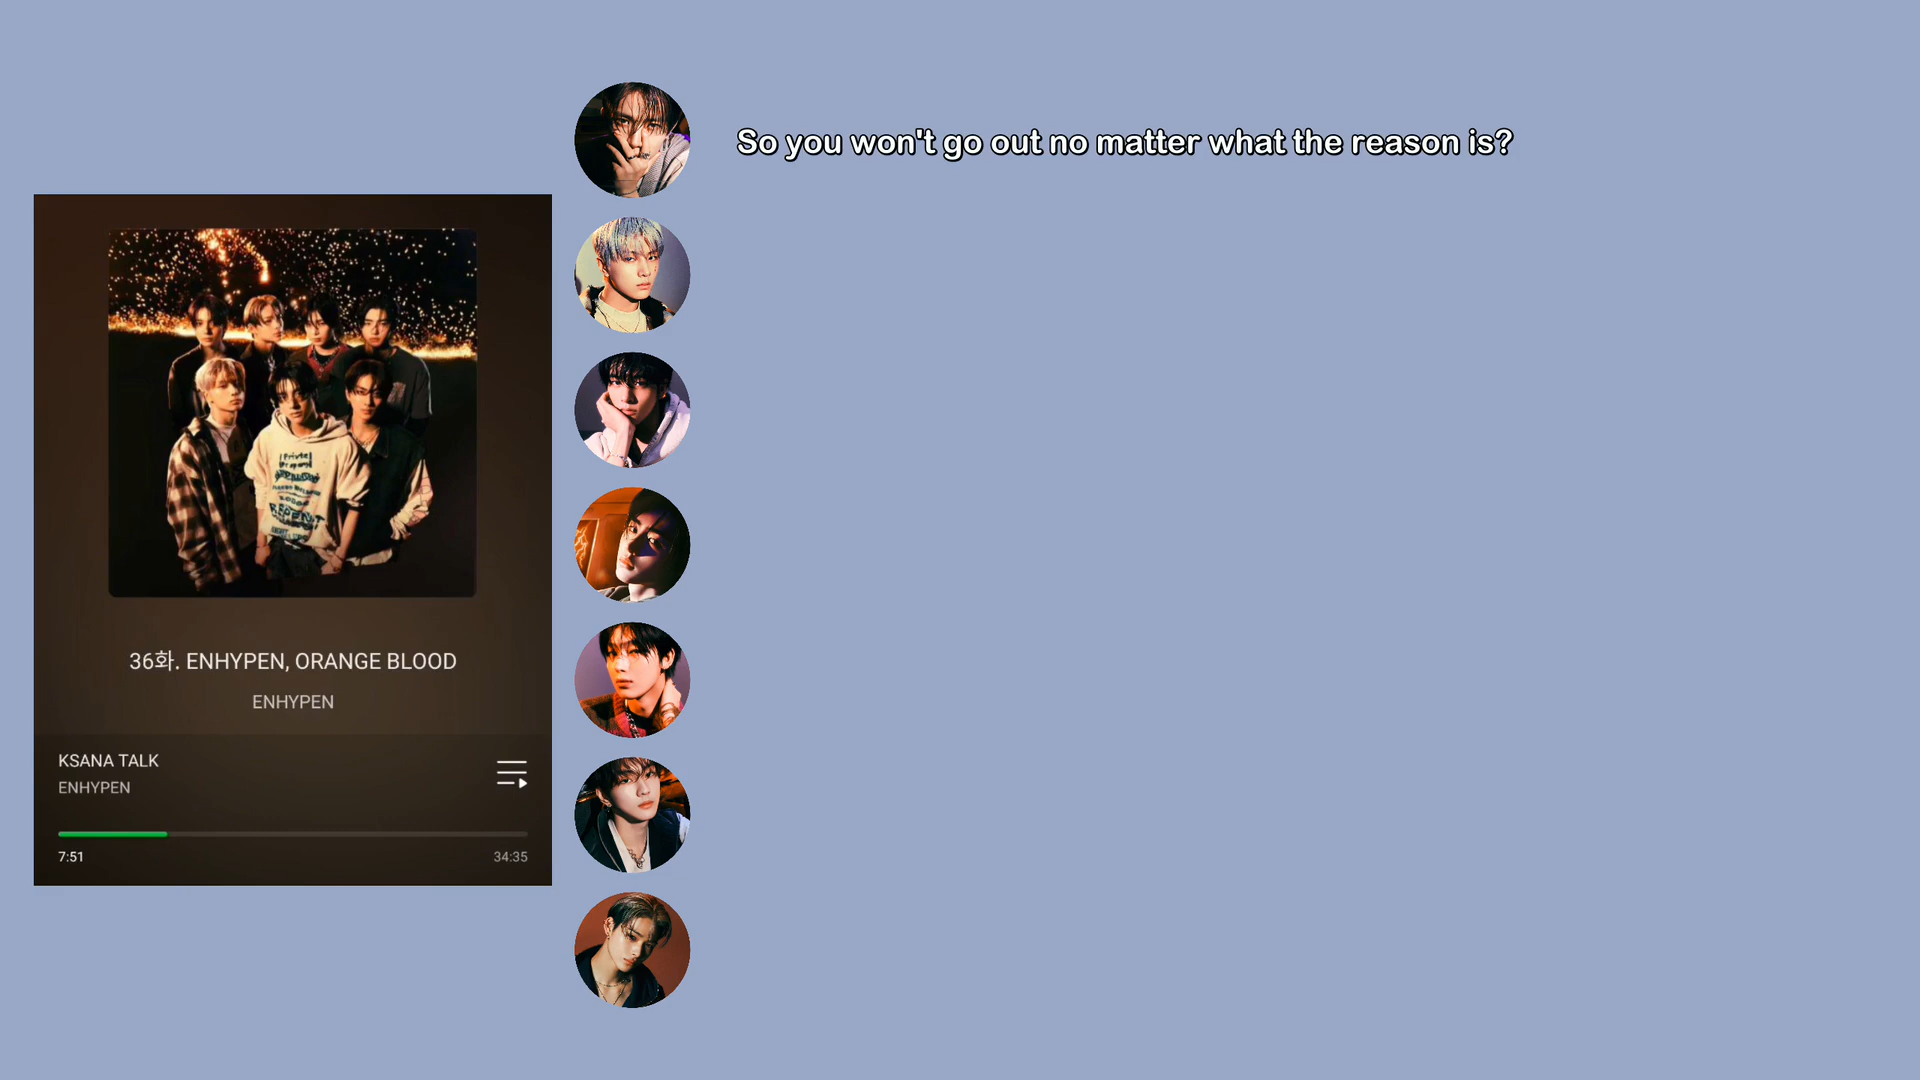 So you won't go out no matter what the reason is?
36화. ENHYPEN, ORANGE BLOOD
ENHYPEN
KSANA TALK
ENHYPEN
7:51
34:35